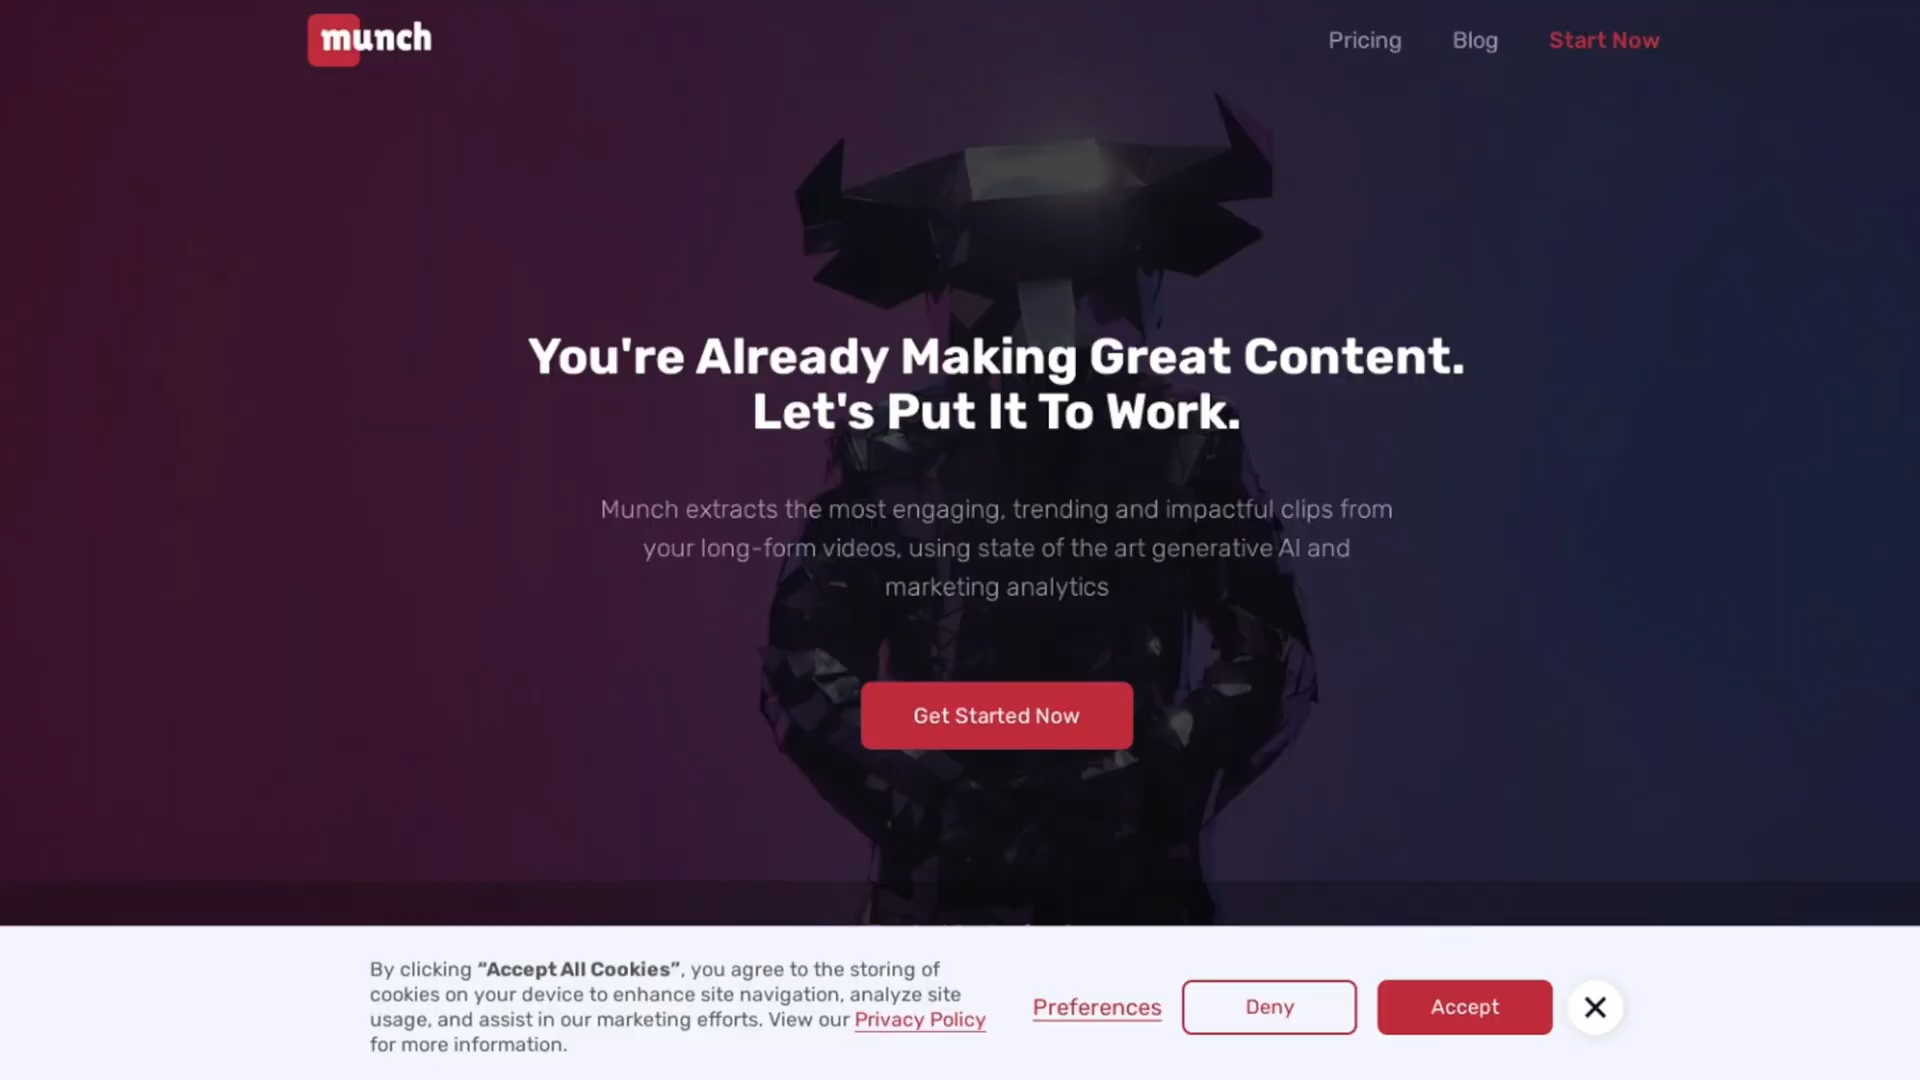 munch
Pricing
Blog
Start Now
You're Already Making Great Content.
Let's Put It To Work.
Munch extracts the most engaging, trending and impactful clips from
your long-form videos, using state of the art generative AI and
marketing analytics
Get Started Now
By clicking “Accept All Cookies”, you agree to the storing of
cookies on your device to enhance site navigation, analyze site
usage, and assist in our marketing efforts. View our Privacy Policy
for more information.
Preferences
Deny
Accept